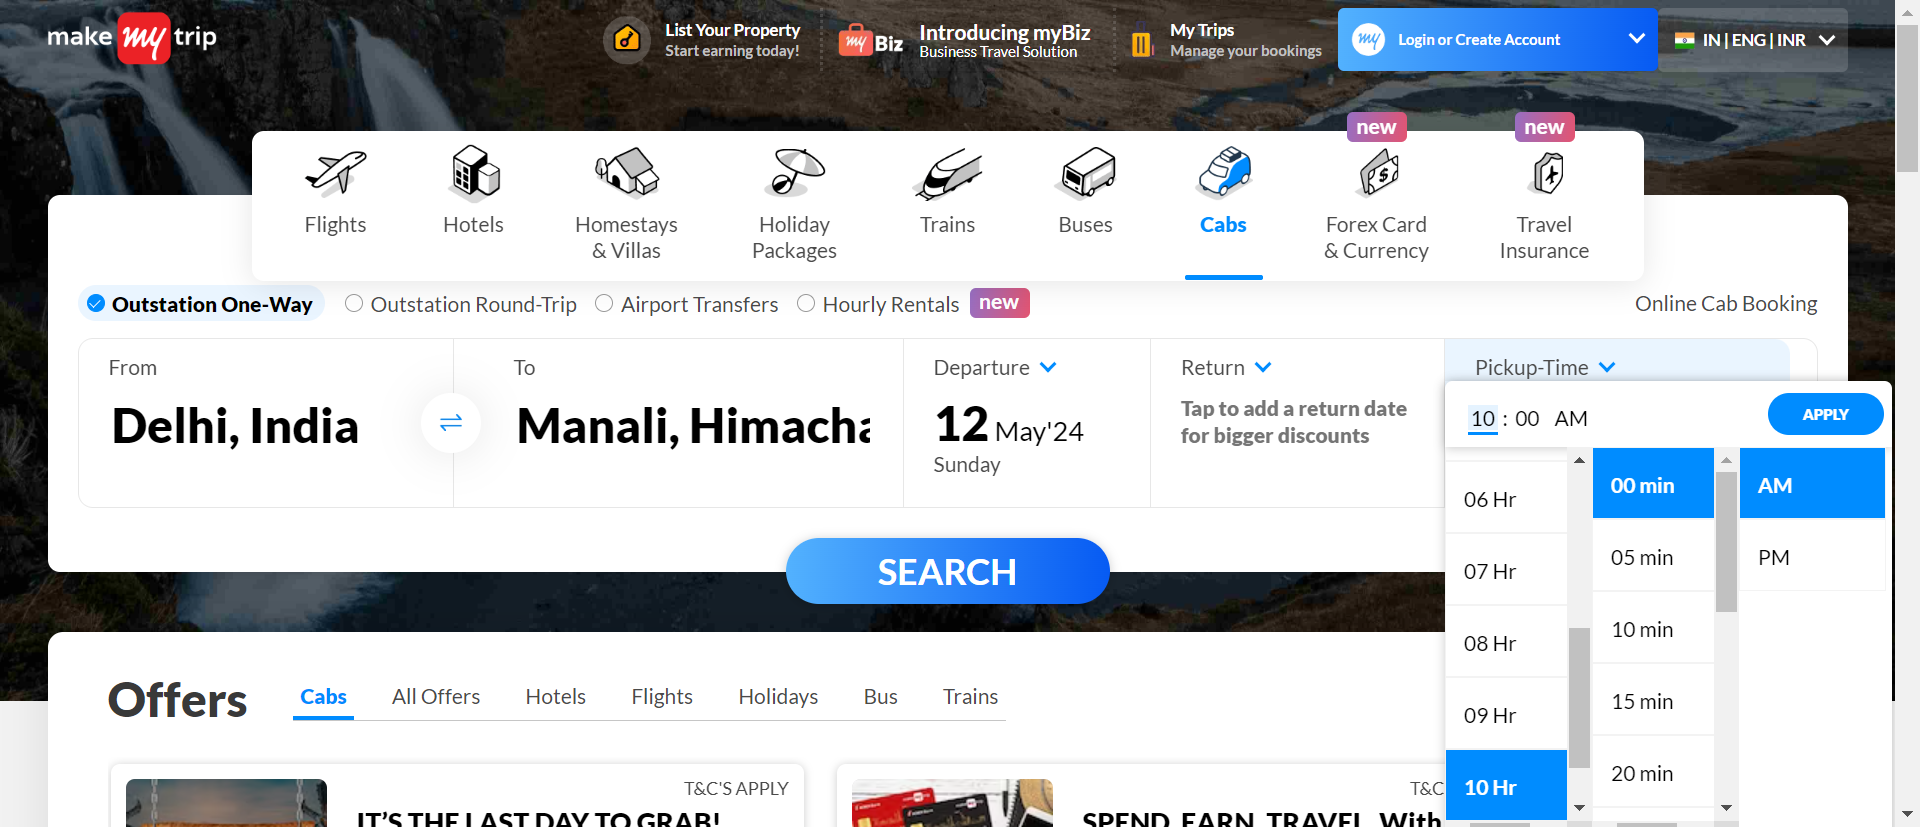 make my trip
List Your Property
Start earning today!
my Biz
Introducing myBiz
Business Travel Solution
My Trips
Manage your bookings
my Login or Create Account
IN | ENG | INR
new
new
Flights
Hotels
Homestays
& Villas
Holiday
Packages
Trains
Buses
Cabs
Forex Card
& Currency
Travel
Insurance
Outstation One-Way
Outstation Round-Trip
Airport Transfers
Hourly Rentals
new
Online Cab Booking
From
Delhi, India
To
Manali, Himacha
Departure
12 May'24
Sunday
Return
Tap to add a return date
for bigger discounts
Pickup-Time
10 : 00 AM
APPLY
06 Hr
07 Hr
08 Hr
09 Hr
10 Hr
00 min
05 min
10 min
15 min
20 min
AM
PM
SEARCH
Offers
Cabs
All Offers
Hotels
Flights
Holidays
Bus
Trains
T&C'S APPLY
IT'S THE LAST DAY TO GRAB!
T&C
SPEND, EARN, TRAVEL, With